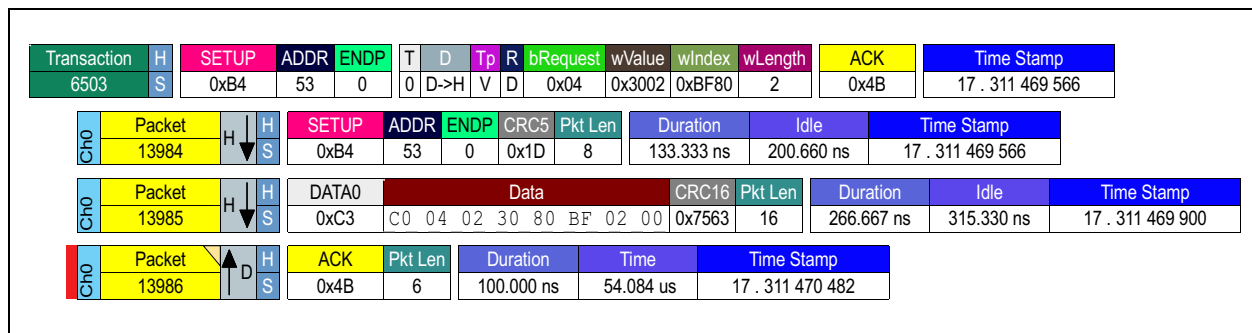 Transaction H SETUP ADDR ENDP T D Tp R bRequest wValue wIndex wLength ACK Time Stamp
6503 S 0xB4 53 0 0 D->H V D 0x04 0x3002 0xBF80 2 0x4B 17 . 311 469 566
Ch0 Packet H H SETUP ADDR ENDP CRC5 Pkt Len Duration Idle Time Stamp
13984 S 0xB4 53 0 0x1D 8 133.333 ns 200.660 ns 17 . 311 469 566
Ch0 Packet H H DATA0 Data CRC16 Pkt Len Duration Idle Time Stamp
13985 S 0xC3 C0 04 02 30 80 BF 02 00 0x7563 16 266.667 ns 315.330 ns 17 . 311 469 900
Ch0 Packet D H ACK Pkt Len Duration Time Time Stamp
13986 S 0x4B 6 100.000 ns 54.084 us 17 . 311 470 482